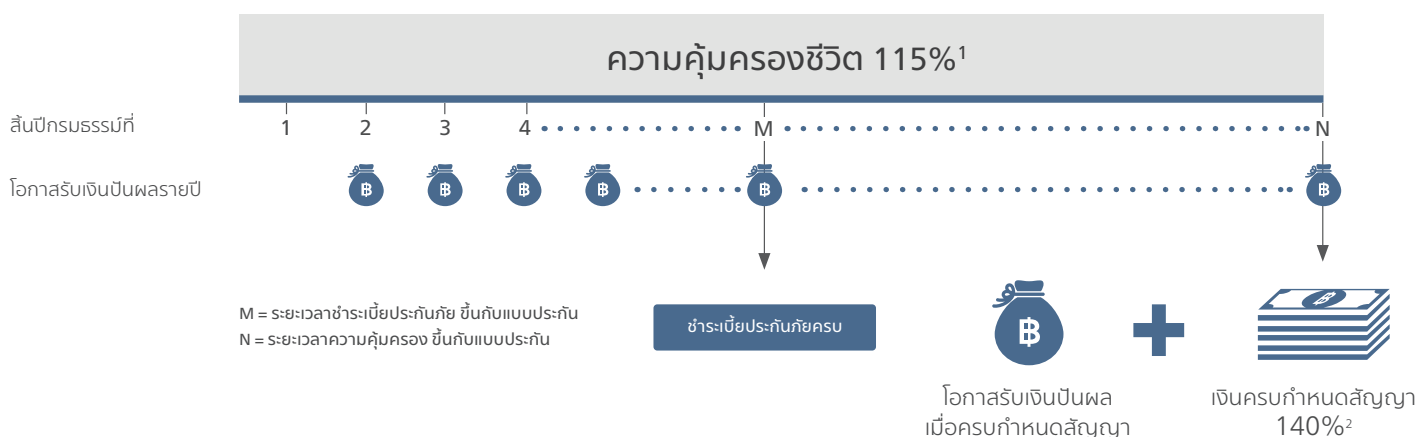 ความคุ้มครองชีวิต 115%¹
สิ้นปีกรมธรรม์ที่ 1 2 3 4 M N
โอกาสรับเงินปันผลรายปี ฿ ฿ ฿ ฿ ฿ ฿
M = ระยะเวลาชำระเบี้ยประกันภัย ขึ้นกับแบบประกัน
N = ระยะเวลาความคุ้มครอง ขึ้นกับแบบประกัน
ชำระเบี้ยประกันภัยครบ
฿
฿
โอกาสรับเงินปันผล
เมื่อครบกำหนดสัญญา
เงินครบกำหนดสัญญา
140%²